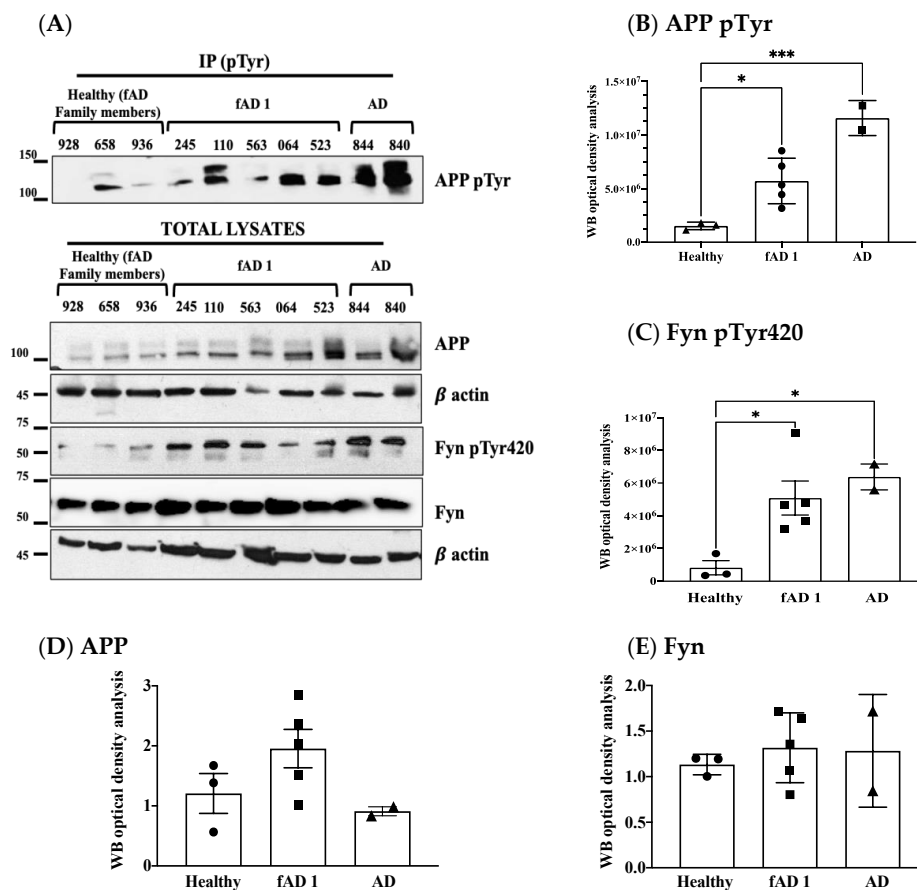 (A)
IP (pTyr)
Healthy (fAD
Family members)
fAD 1
AD
928 658 936 245 110 563 064 523 844 840
150
100
APP pTyr
TOTAL LYSATES
Healthy (fAD
Family members)
fAD 1
AD
928 658 936 245 110 563 064 523 844 840
100
APP
45
β actin
75
50
Fyn pTyr420
75
50
Fyn
45
β actin
(B) APP pTyr
WB optical density analysis
1.5×10⁷
1.0×10⁷
5.0×10⁶
0.0
*
***
Healthy fAD 1 AD
(C) Fyn pTyr420
WB optical density analysis
1×10⁷
8×10⁶
6×10⁶
4×10⁶
2×10⁶
0
*
*
Healthy fAD 1 AD
(D) APP
WB optical density analysis
3
2
1
0
Healthy fAD 1 AD
(E) Fyn
WB optical density analysis
2.0
1.5
1.0
0.5
0.0
Healthy fAD 1 AD